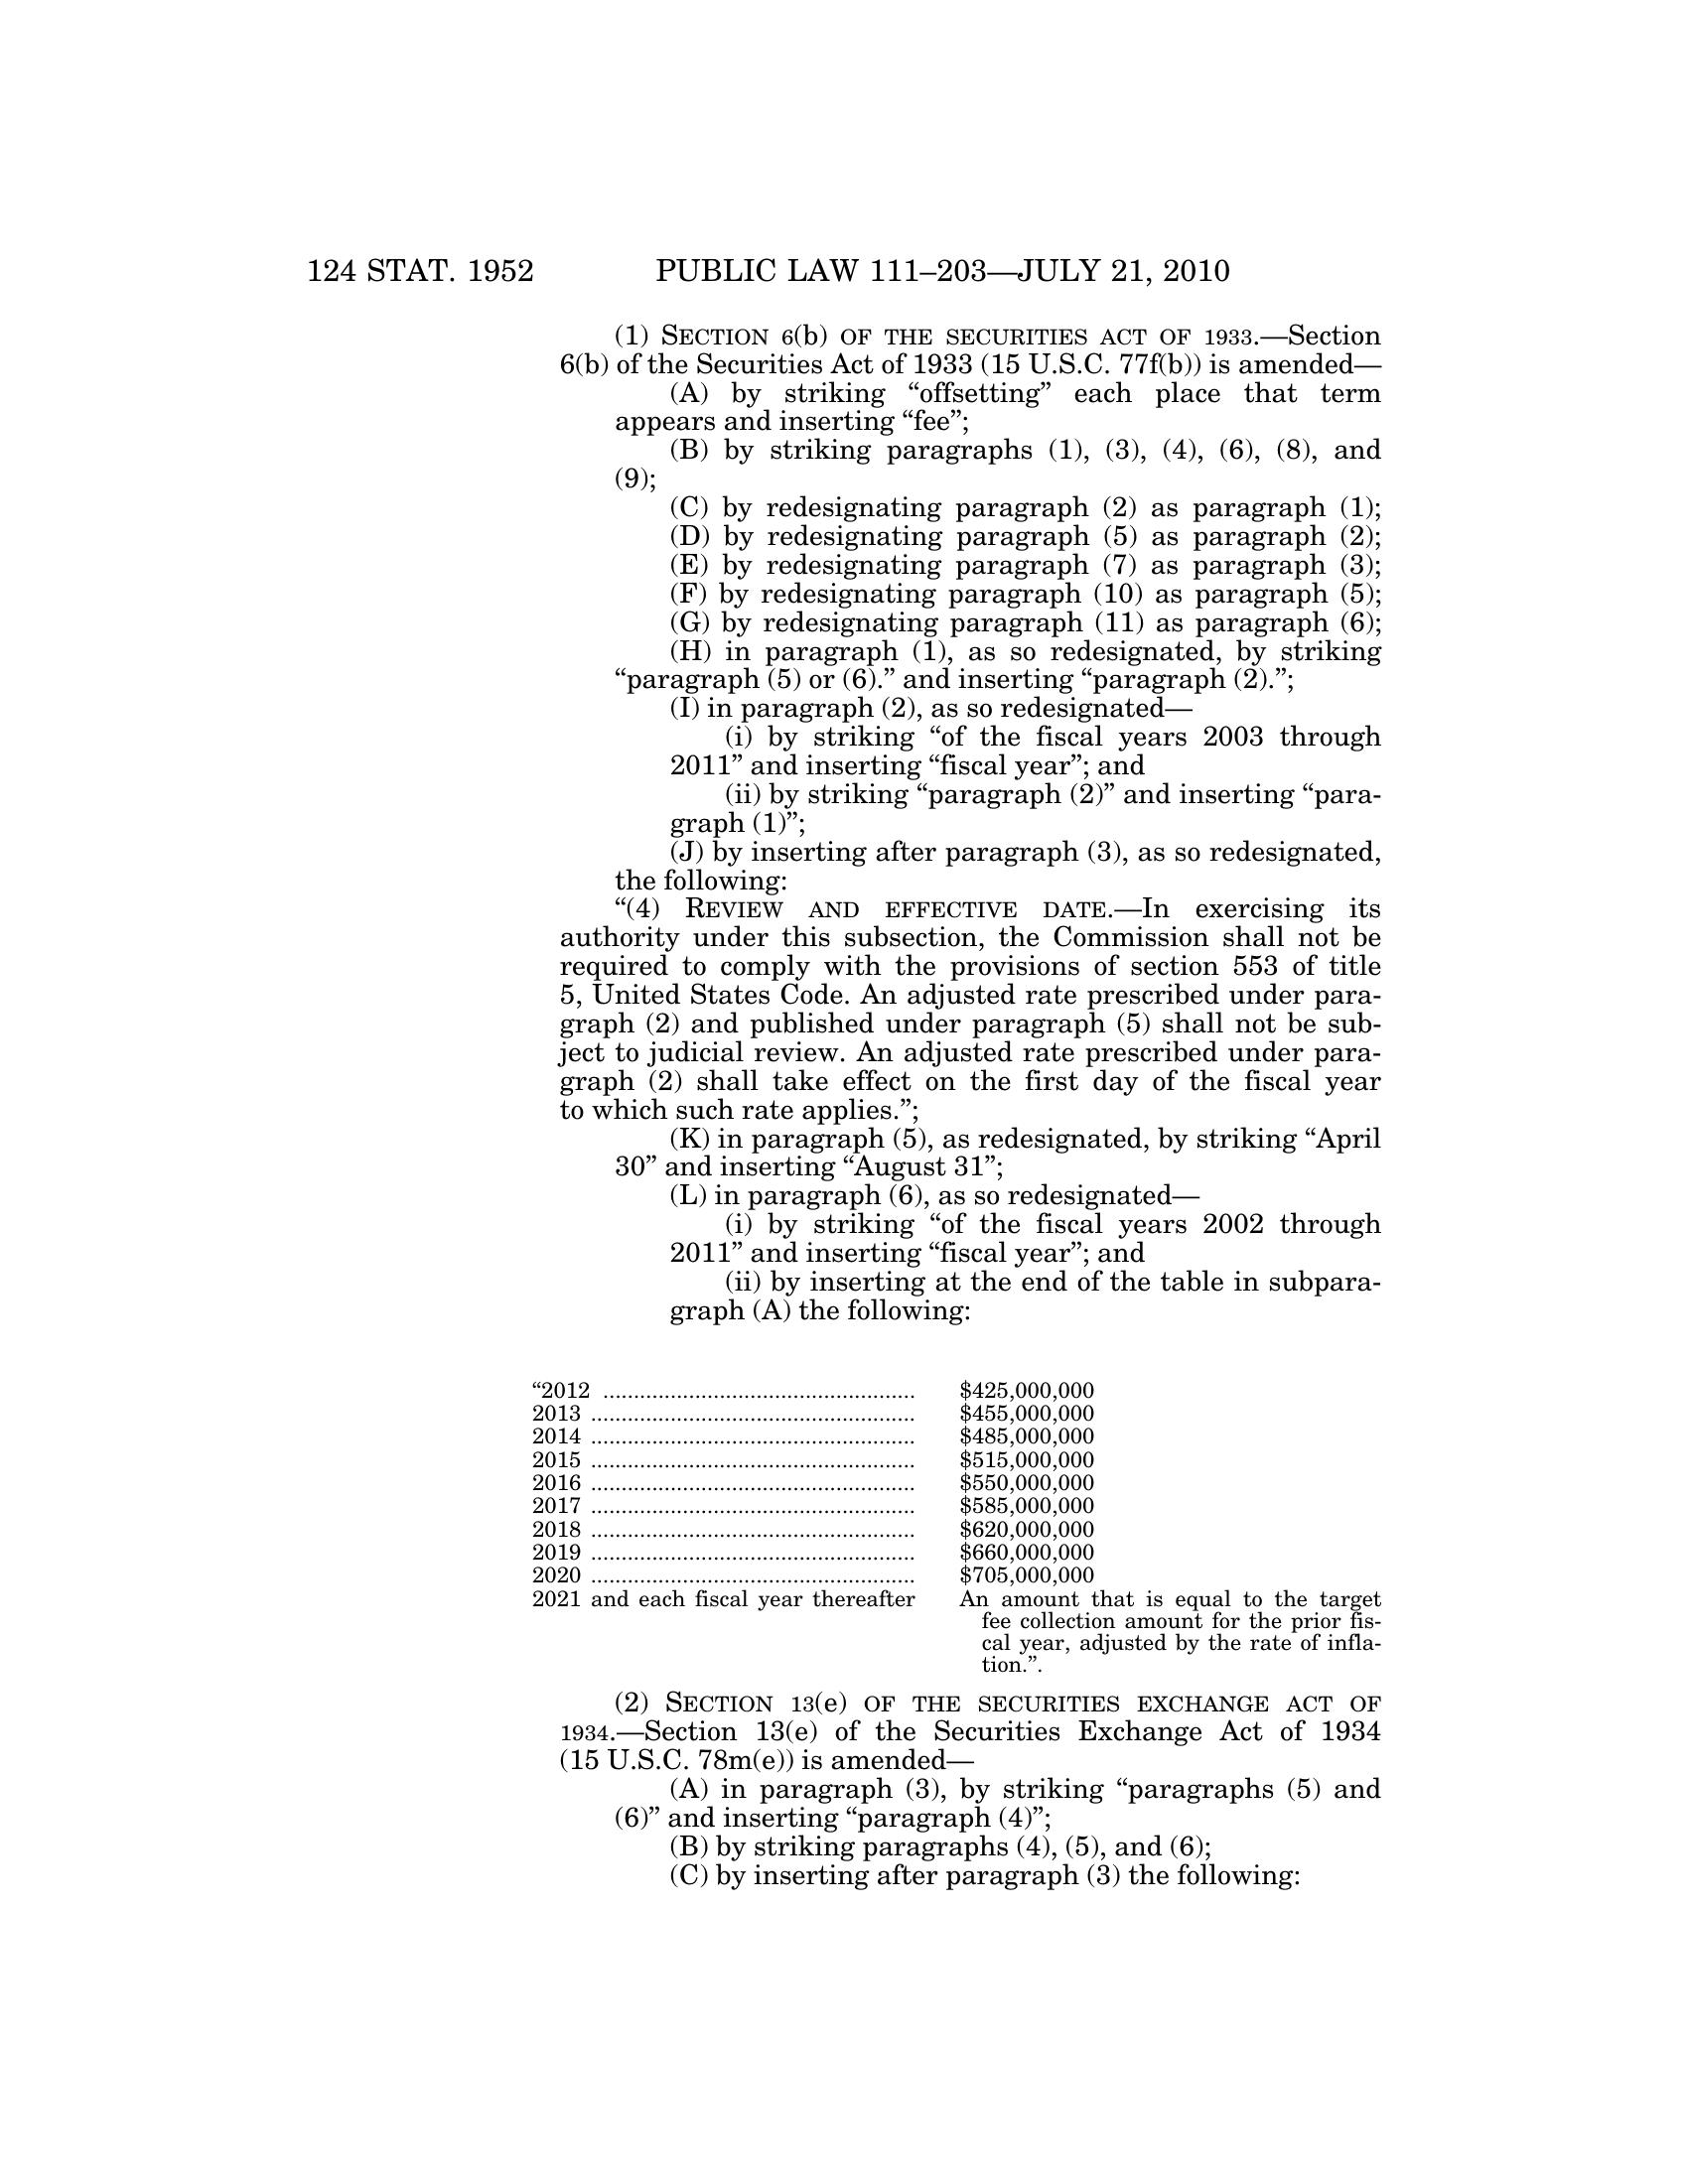 124 STAT. 1952 PUBLIC LAW 111–203—JULY 21, 2010
(1) SECTION 6(b) OF THE SECURITIES ACT OF 1933.—Section
6(b) of the Securities Act of 1933 (15 U.S.C. 77f(b)) is amended—
(A) by striking “offsetting” each place that term
appears and inserting “fee”;
(B) by striking paragraphs (1), (3), (4), (6), (8), and
(9);
(C) by redesignating paragraph (2) as paragraph (1);
(D) by redesignating paragraph (5) as paragraph (2);
(E) by redesignating paragraph (7) as paragraph (3);
(F) by redesignating paragraph (10) as paragraph (5);
(G) by redesignating paragraph (11) as paragraph (6);
(H) in paragraph (1), as so redesignated, by striking
“paragraph (5) or (6).” and inserting “paragraph (2).”;
(I) in paragraph (2), as so redesignated—
(i) by striking “of the fiscal years 2003 through
2011” and inserting “fiscal year”; and
(ii) by striking “paragraph (2)” and inserting “para-
graph (1)”;
(J) by inserting after paragraph (3), as so redesignated,
the following:
“(4) REVIEW AND EFFECTIVE DATE.—In exercising its
authority under this subsection, the Commission shall not be
required to comply with the provisions of section 553 of title
5, United States Code. An adjusted rate prescribed under para-
graph (2) and published under paragraph (5) shall not be sub-
ject to judicial review. An adjusted rate prescribed under para-
graph (2) shall take effect on the first day of the fiscal year
to which such rate applies.”;
(K) in paragraph (5), as redesignated, by striking “April
30” and inserting “August 31”;
(L) in paragraph (6), as so redesignated—
(i) by striking “of the fiscal years 2002 through
2011” and inserting “fiscal year”; and
(ii) by inserting at the end of the table in subpara-
graph (A) the following:
“2012 ................................................... $425,000,000
2013 ..................................................... $455,000,000
2014 ..................................................... $485,000,000
2015 ..................................................... $515,000,000
2016 ..................................................... $550,000,000
2017 ..................................................... $585,000,000
2018 ..................................................... $620,000,000
2019 ..................................................... $660,000,000
2020 ..................................................... $705,000,000
2021 and each fiscal year thereafter An amount that is equal to the target
fee collection amount for the prior fis-
cal year, adjusted by the rate of infla-
tion.”.
(2) SECTION 13(e) OF THE SECURITIES EXCHANGE ACT OF
1934.—Section 13(e) of the Securities Exchange Act of 1934
(15 U.S.C. 78m(e)) is amended—
(A) in paragraph (3), by striking “paragraphs (5) and
(6)” and inserting “paragraph (4)”;
(B) by striking paragraphs (4), (5), and (6);
(C) by inserting after paragraph (3) the following: